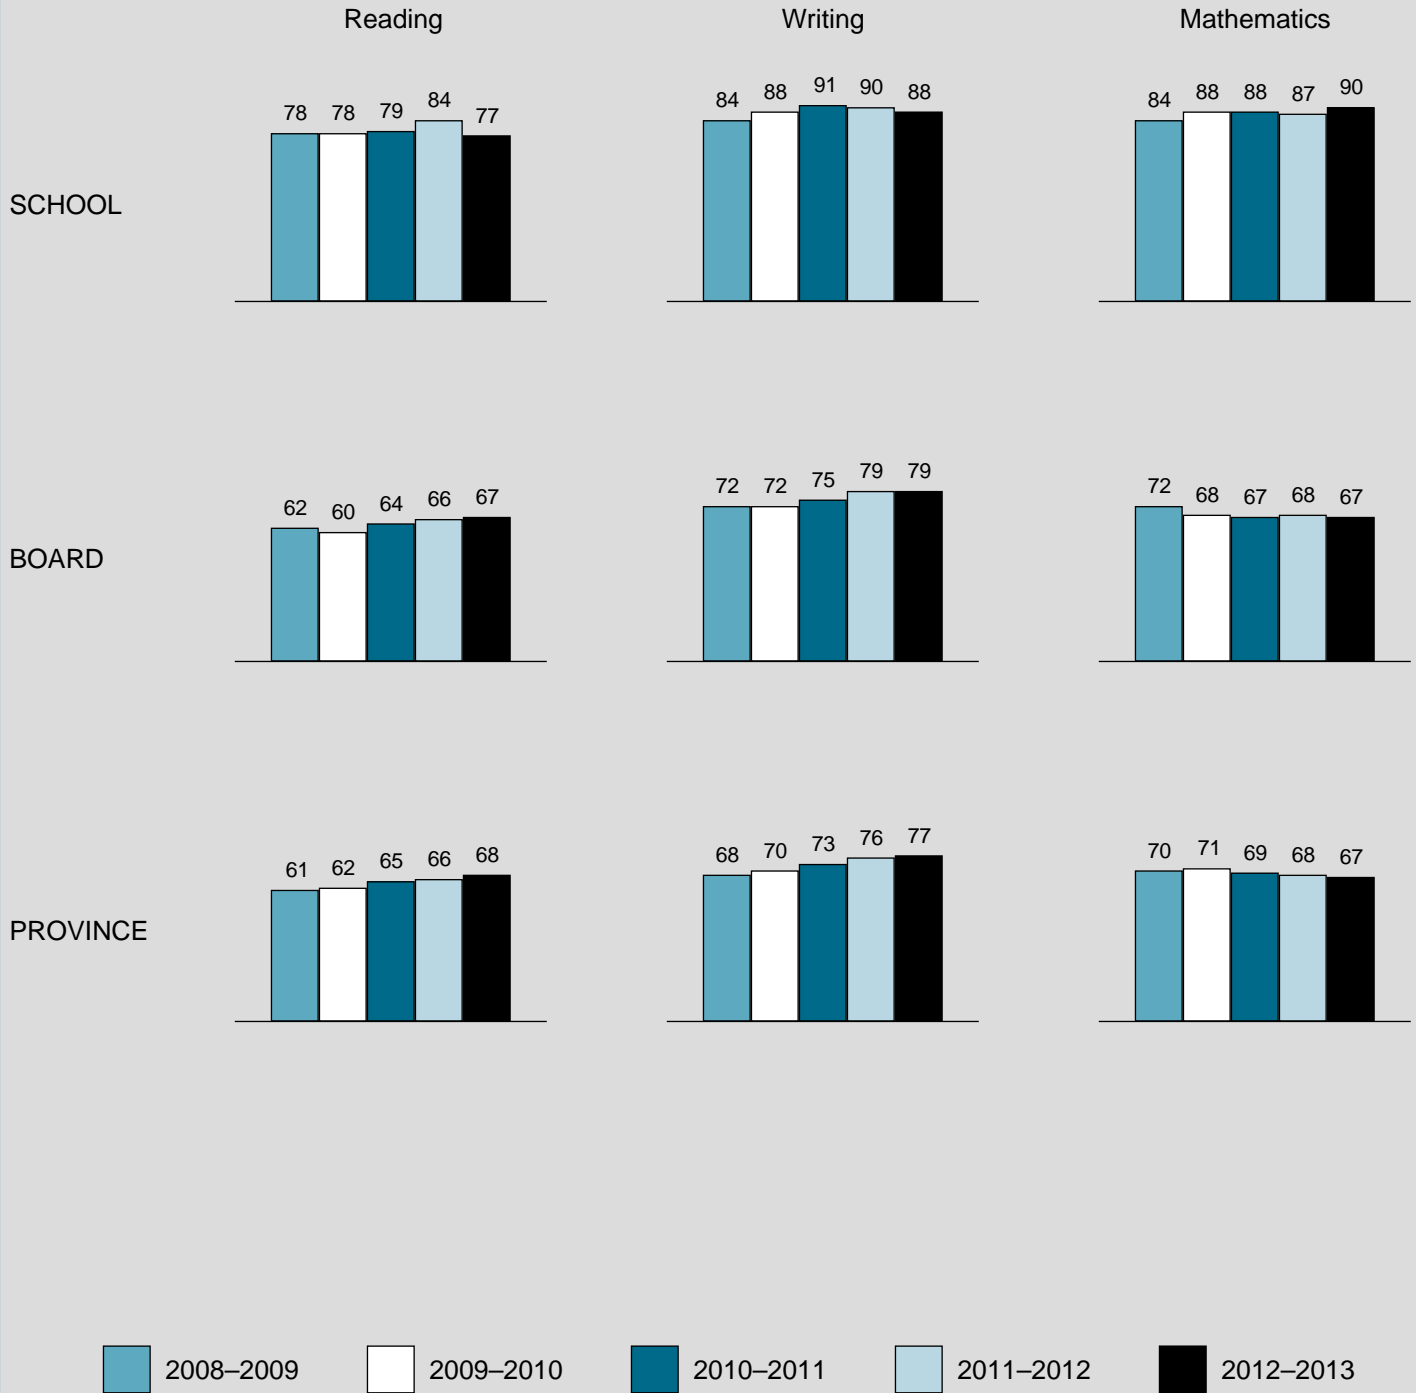 Reading Writing Mathematics
SCHOOL
78 78 79 84 77
84 88 91 90 88
84 88 88 87 90
BOARD
62 60 64 66 67
72 72 75 79 79
72 68 67 68 67
PROVINCE
61 62 65 66 68
68 70 73 76 77
70 71 69 68 67
2008–2009 2009–2010 2010–2011 2011–2012 2012–2013